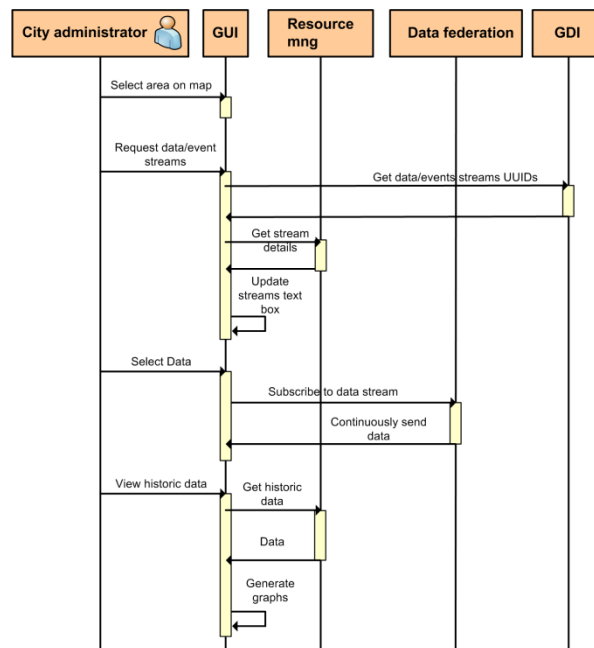 City administrator
GUI
Resource
mng
Data federation
GDI
Select area on map
Request data/event
streams
Get data/events streams UUIDs
Get stream
details
Update
streams text
box
Select Data
Subscribe to data stream
Continuously send
data
View historic data
Get historic
data
Data
Generate
graphs